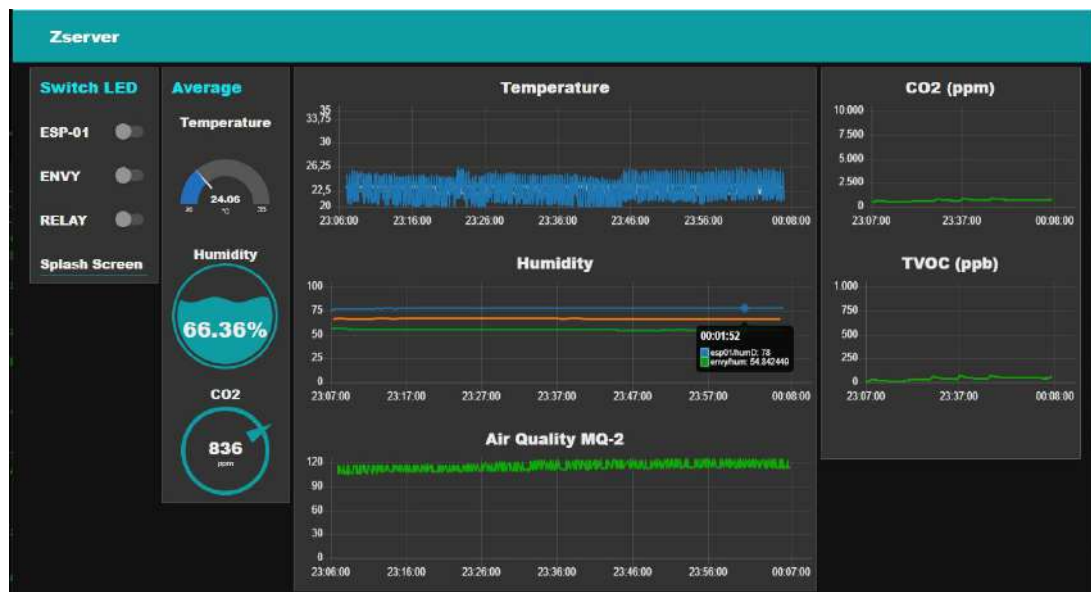 Zserver
Switch LED
ESP-01
ENVY
RELAY
Splash Screen
Average
Temperature
24.06
°C
35
Humidity
66.36%
CO2
836
ppm
Temperature
35
33,75
30
26,25
22,5
20
23:06:00 23:16:00 23:26:00 23:36:00 23:46:00 23:56:00 00:08:00
Humidity
100
75
50
25
0
23:07:00 23:17:00 23:27:00 23:37:00 23:47:00 23:57:00 00:08:00
00:01:52
esp01/humD: 78
envy/hum: 54.842449
Air Quality MQ-2
120
90
60
30
0
23:06:00 23:16:00 23:26:00 23:36:00 23:46:00 23:56:00 00:07:00
CO2 (ppm)
10.000
7.500
5.000
2.500
0
23:07:00 23:37:00 00:08:00
TVOC (ppb)
1.000
750
500
250
0
23:07:00 23:37:00 00:08:00